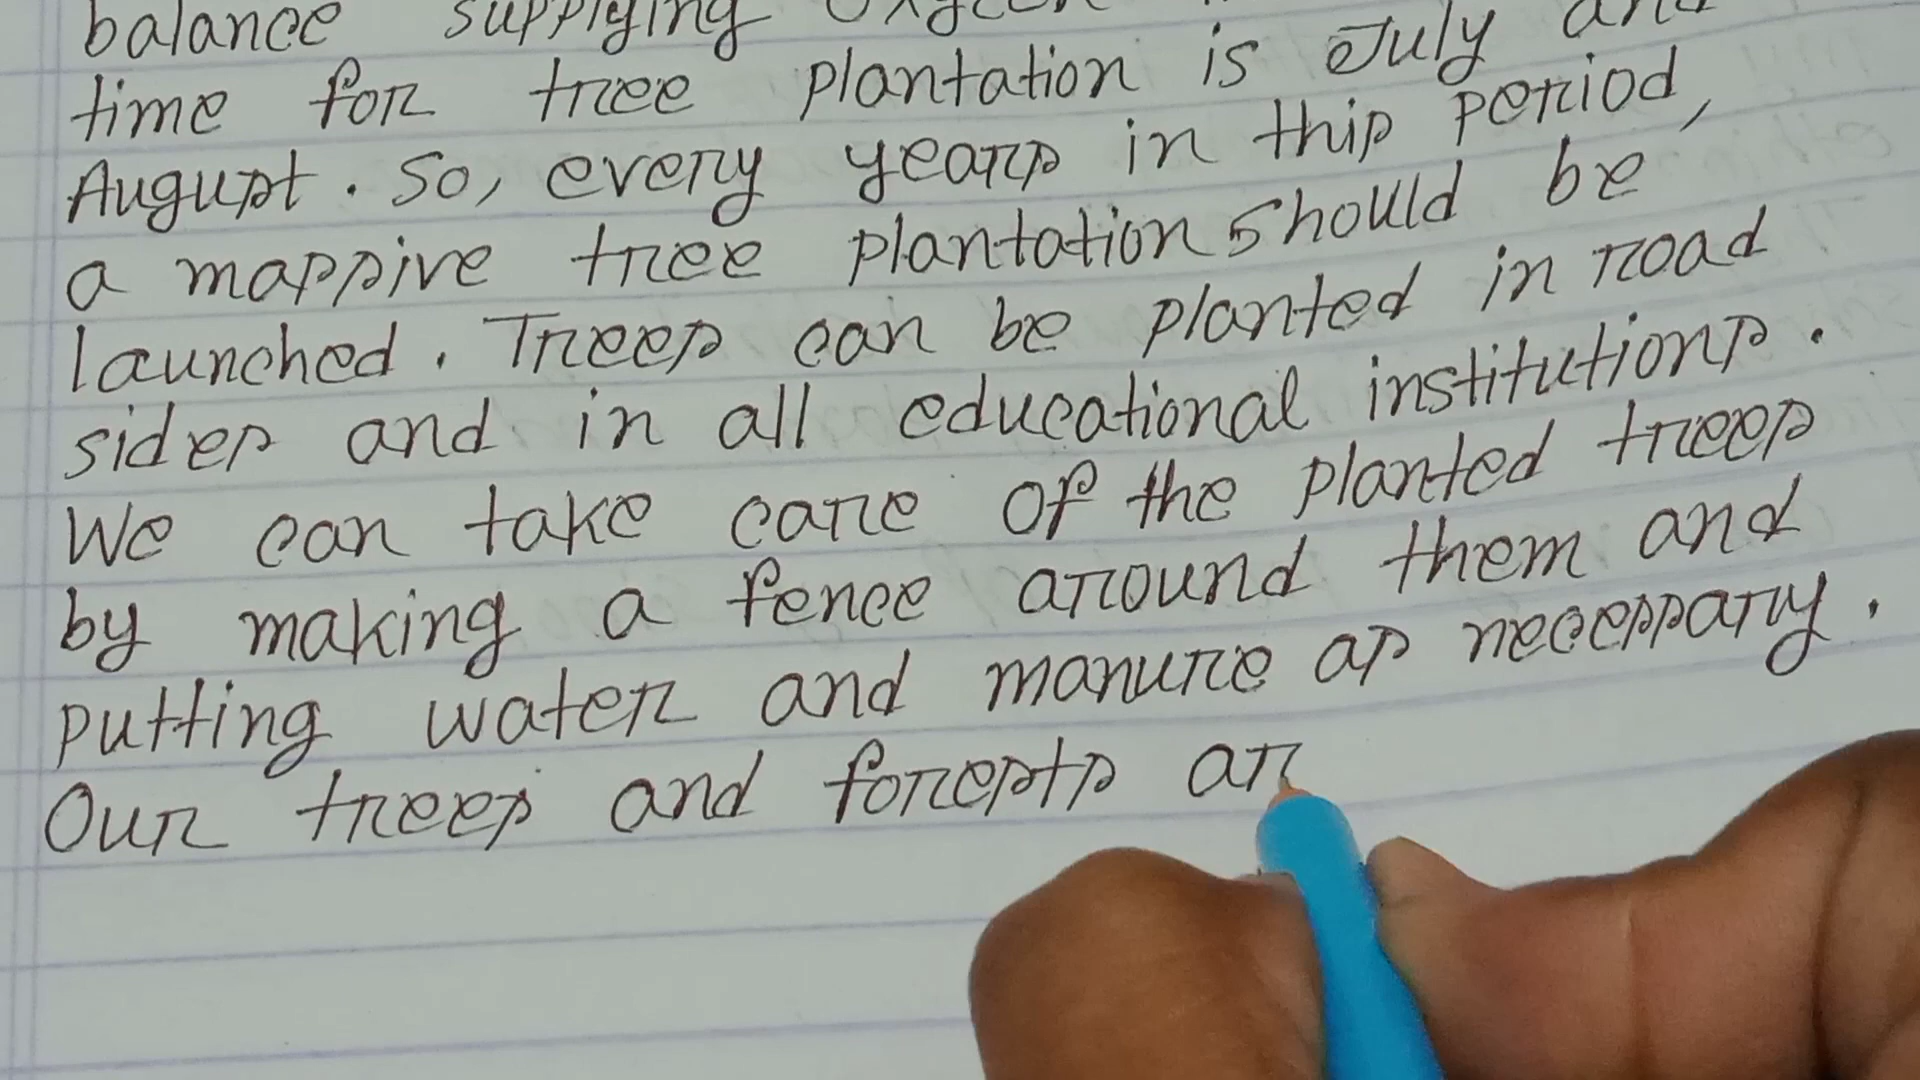 balance supplying oxygen
time for tree plantation is July and
August. So, every years in this period,
a massive tree plantation should be
launched. Trees can be planted in road
sides and in all educational institutions.
We can take care of the planted trees
by making a fence around them and
putting water and manure as necessary.
Our trees and forests ar